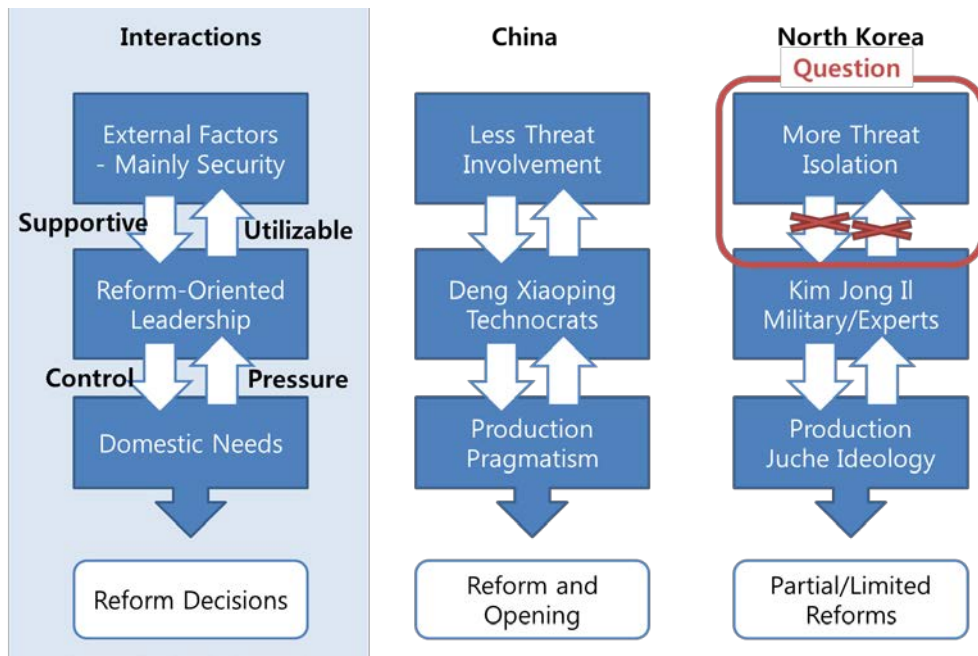 Interactions
External Factors
- Mainly Security
Supportive
Utilizable
Reform-Oriented
Leadership
Control
Pressure
Domestic Needs
Reform Decisions
China
Less Threat
Involvement
Deng Xiaoping
Technocrats
Production
Pragmatism
Reform and
Opening
North Korea
Question
More Threat
Isolation
Kim Jong Il
Military/Experts
Production
Juche Ideology
Partial/Limited
Reforms